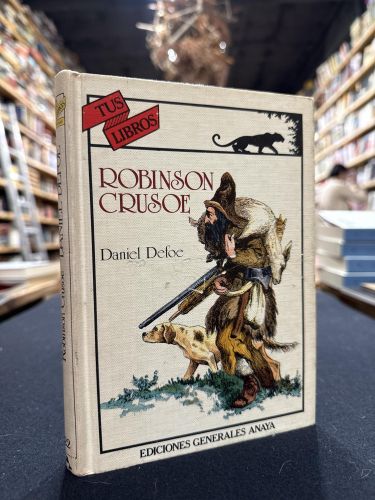 TUS
LIBROS
ROBINSON
CRUSOE
Daniel Defoe
EDICIONES GENERALES ANAYA